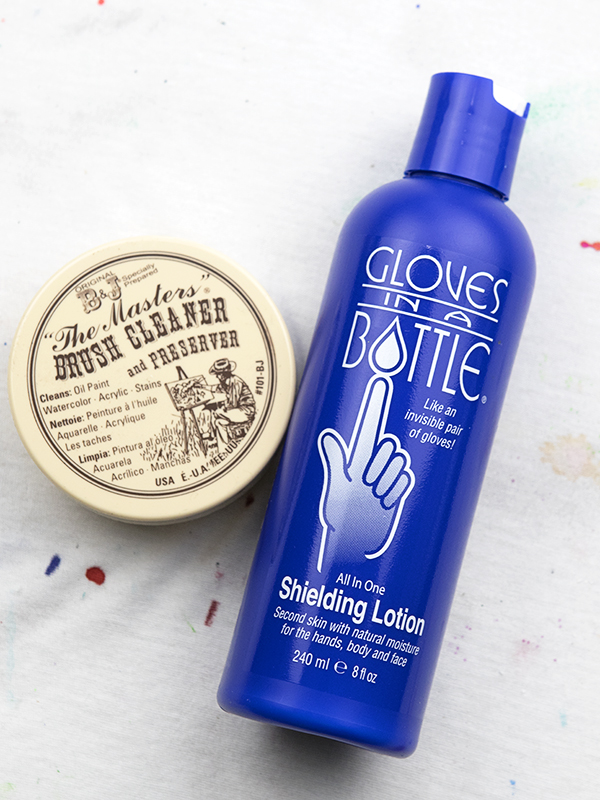 ORIGINAL
B&J Specially
Prepared
"The Masters"®
BRUSH CLEANER
and PRESERVER
Cleans: Oil Paint
Watercolor · Acrylic · Stains
Nettoie: Peinture à l'huile
Aquarelle · Acrylique
Les taches
Limpia: Pintura al óleo
Acuarela
Acrílico · Manchas
USA É.-U.A. EE.UU.
#101-BJ
GLOVES
IN A
BOTTLE®
Like an
invisible pair
of gloves!
All In One
Shielding Lotion
Second skin with natural moisture
for the hands, body and face
240 ml ℮ 8 fl oz